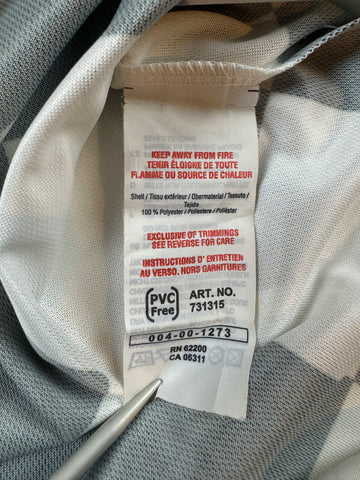 KEEP AWAY FROM FIRE
TENIR ÉLOIGNE DE TOUTE
FLAMME OU SOURCE DE CHALEUR
Shell / Tissu extérieur / Obermaterial / Tessuto /
Tejido
100 % Polyester / Poliesters / Poliéster
EXCLUSIVE OF TRIMMINGS
SEE REVERSE FOR CARE
INSTRUCTIONS D' ENTRETIEN
AU VERSO. HORS GARNITURES
PVC Free
ART. NO.
731315
004-00-1273
RN 62200
CA 06311